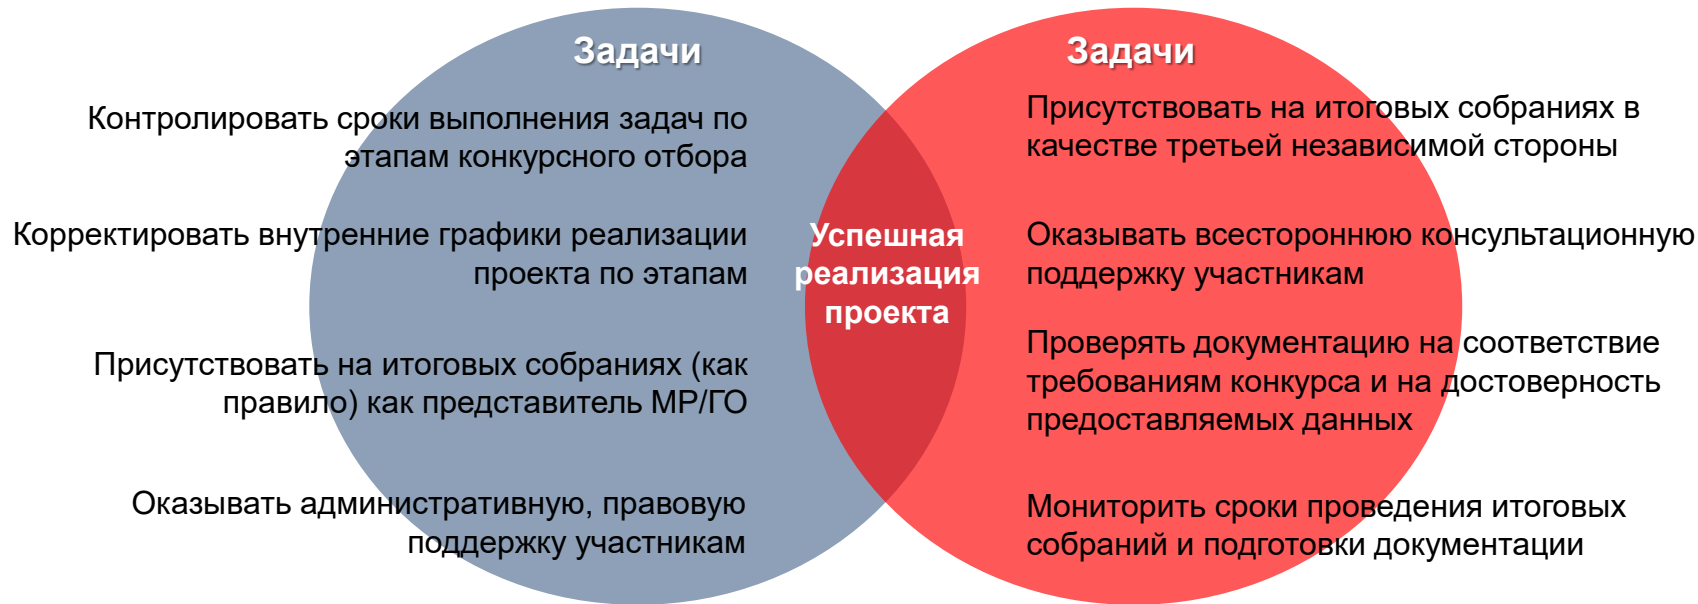 Задачи
Контролировать сроки выполнения задач по
этапам конкурсного отбора
Корректировать внутренние графики реализации
проекта по этапам
Присутствовать на итоговых собраниях (как
правило) как представитель МР/ГО
Оказывать административную, правовую
поддержку участникам
Успешная
реализация
проекта
Задачи
Присутствовать на итоговых собраниях в
качестве третьей независимой стороны
Оказывать всестороннюю консультационную
поддержку участникам
Проверять документацию на соответствие
требованиям конкурса и на достоверность
предоставляемых данных
Мониторить сроки проведения итоговых
собраний и подготовки документации